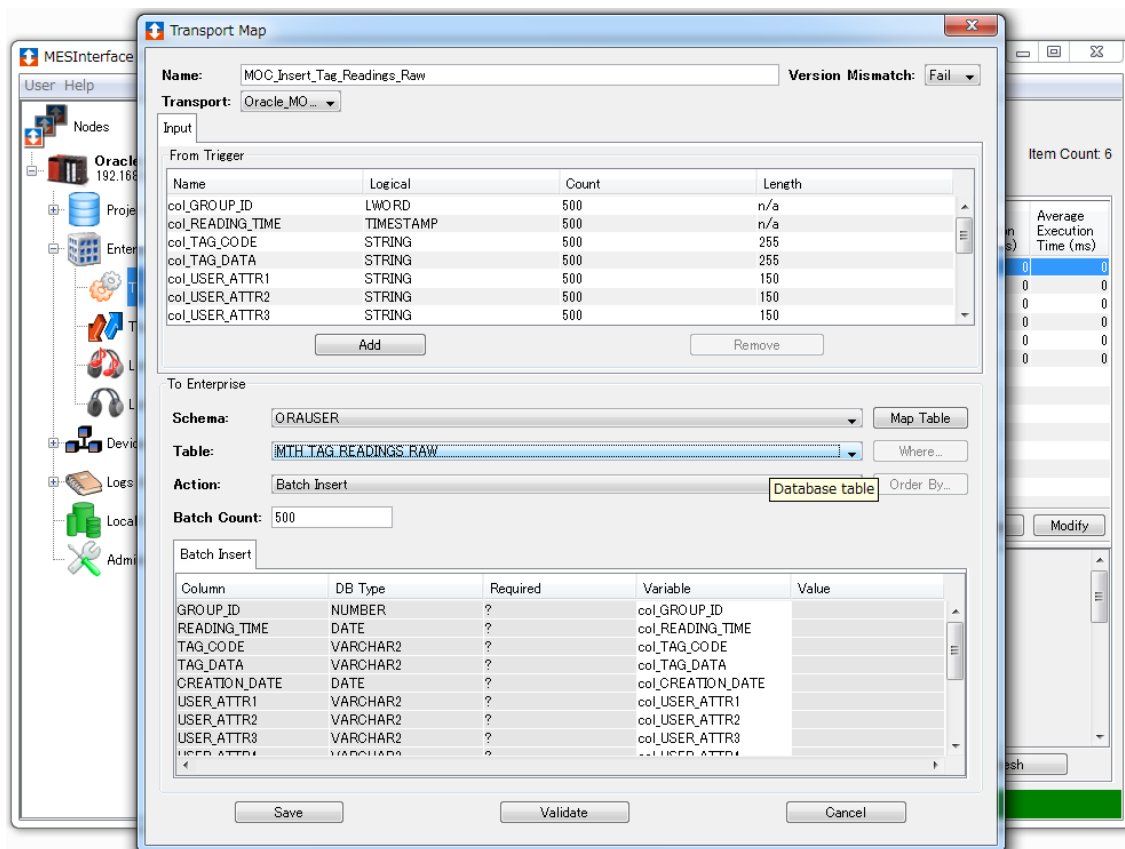 Transport Map
MESInterface
User Help
Name: MOC_Insert_Tag_Readings_Raw Version Mismatch: Fail
Transport: Oracle_MO...
Input
From Trigger
Name Logical Count Length
col_GROUP_ID LWORD 500 n/a
col_READING_TIME TIMESTAMP 500 n/a
col_TAG_CODE STRING 500 255
col_TAG_DATA STRING 500 255
col_USER_ATTR1 STRING 500 150
col_USER_ATTR2 STRING 500 150
col_USER_ATTR3 STRING 500 150
Add Remove
To Enterprise
Schema: ORAUSER Map Table
Table: MTH_TAG_READINGS_RAW Where...
Action: Batch Insert Order By...
Database table
Batch Count: 500
Batch Insert
Column DB Type Required Variable Value
GROUP_ID NUMBER ? col_GROUP_ID
READING_TIME DATE ? col_READING_TIME
TAG_CODE VARCHAR2 ? col_TAG_CODE
TAG_DATA VARCHAR2 ? col_TAG_DATA
CREATION_DATE DATE ? col_CREATION_DATE
USER_ATTR1 VARCHAR2 ? col_USER_ATTR1
USER_ATTR2 VARCHAR2 ? col_USER_ATTR2
USER_ATTR3 VARCHAR2 ? col_USER_ATTR3
USER_ATTR4 VARCHAR2 ? col_USER_ATTR4
Save Validate Cancel
Nodes
Oracle
192.168
Proje
Enter
T
T
L
L
Devic
Logs
Local
Admi
Item Count: 6
Average
Execution
Time (ms)
n
s)
0 0
0 0
0 0
0 0
0 0
0 0
Modify
esh